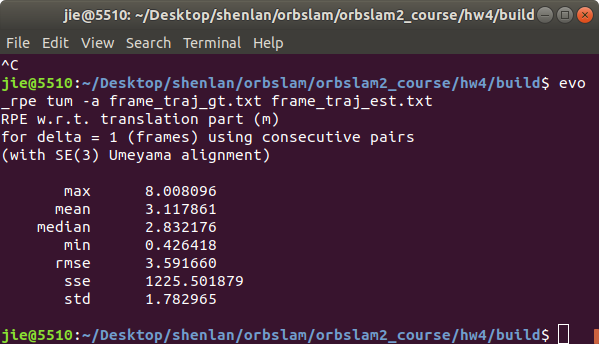 jie@5510: ~/Desktop/shenlan/orbslam/orbslam2_course/hw4/build
File Edit View Search Terminal Help
^C
jie@5510:~/Desktop/shenlan/orbslam/orbslam2_course/hw4/build$ evo
_rpe tum -a frame_traj_gt.txt frame_traj_est.txt
RPE w.r.t. translation part (m)
for delta = 1 (frames) using consecutive pairs
(with SE(3) Umeyama alignment)
max 8.008096
mean 3.117861
median 2.832176
min 0.426418
rmse 3.591660
sse 1225.501879
std 1.782965
jie@5510:~/Desktop/shenlan/orbslam/orbslam2_course/hw4/build$